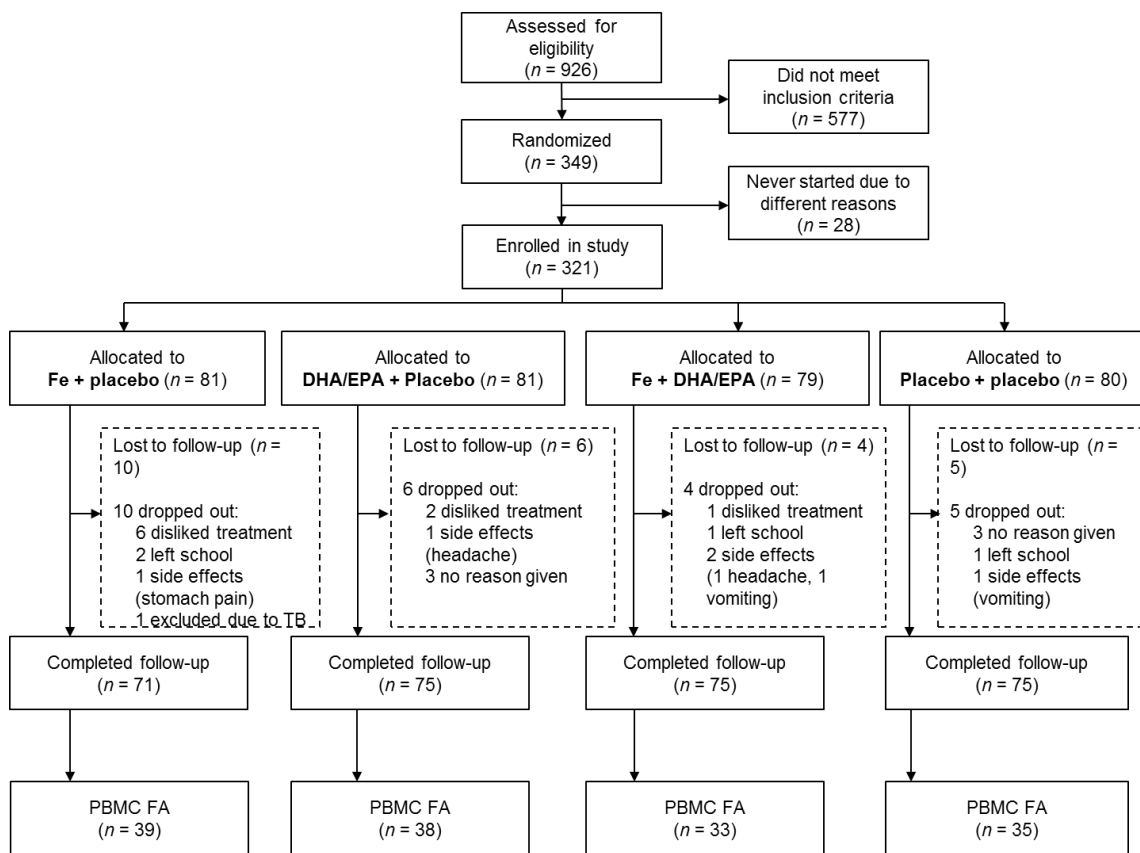 Assessed for
eligibility
(n = 926)
Did not meet
inclusion criteria
(n = 577)
Randomized
(n = 349)
Never started due to
different reasons
(n = 28)
Enrolled in study
(n = 321)
Allocated to
Fe + placebo (n = 81)
Allocated to
DHA/EPA + Placebo (n = 81)
Allocated to
Fe + DHA/EPA (n = 79)
Allocated to
Placebo + placebo (n = 80)
Lost to follow-up (n =
10)
10 dropped out:
6 disliked treatment
2 left school
1 side effects
(stomach pain)
1 excluded due to TB
Lost to follow-up (n = 6)
6 dropped out:
2 disliked treatment
1 side effects
(headache)
3 no reason given
Lost to follow-up (n = 4)
4 dropped out:
1 disliked treatment
1 left school
2 side effects
(1 headache, 1
vomiting)
Lost to follow-up (n =
5)
5 dropped out:
3 no reason given
1 left school
1 side effects
(vomiting)
Completed follow-up
(n = 71)
Completed follow-up
(n = 75)
Completed follow-up
(n = 75)
Completed follow-up
(n = 75)
PBMC FA
(n = 39)
PBMC FA
(n = 38)
PBMC FA
(n = 33)
PBMC FA
(n = 35)